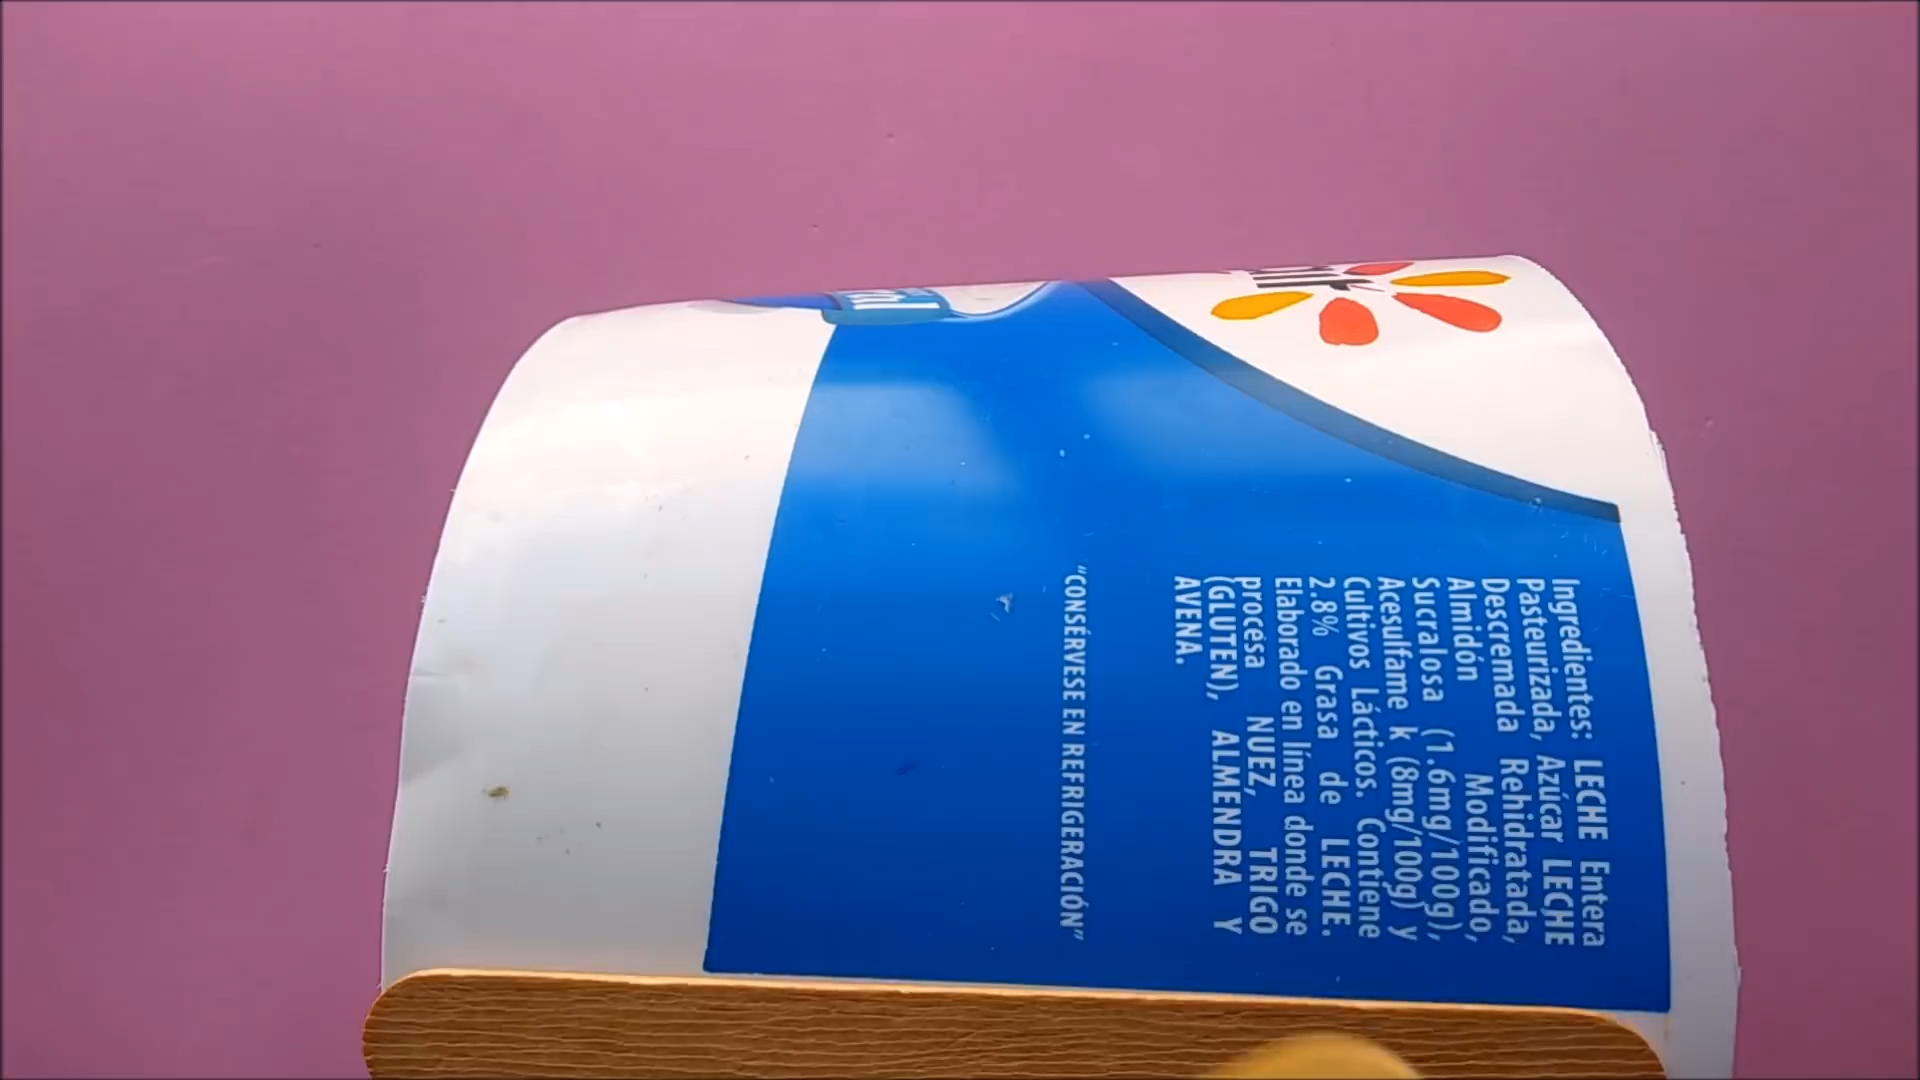 Ingredientes: LECHE Entera
Pasteurizada, Azúcar LECHE
Descremada Rehidratada,
Almidón Modificado,
Sucralosa (1.6mg/100g),
Acesulfame k (8mg/100g) y
Cultivos Lácticos. Contiene
2.8% Grasa de LECHE.
Elaborado en línea donde se
procesa NUEZ, TRIGO
(GLUTEN), ALMENDRA Y
AVENA.
"CONSÉRVESE EN REFRIGERACIÓN"